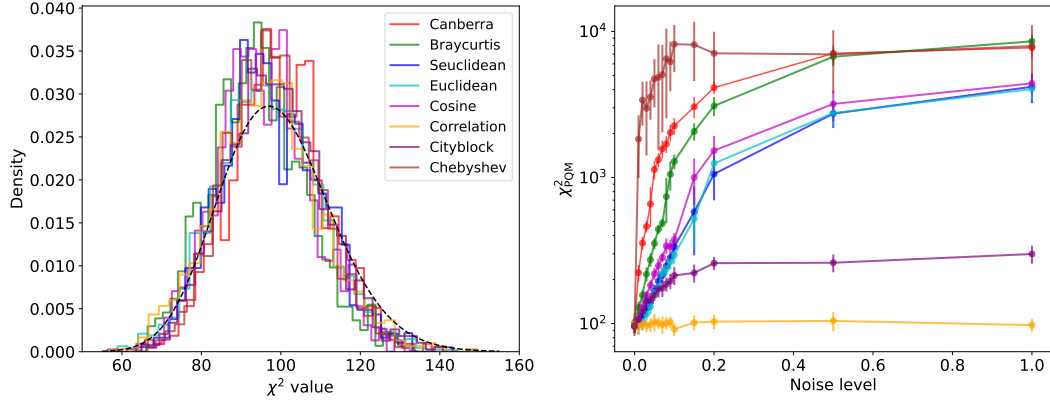 0.040
0.035
0.030
0.025
0.020
0.015
0.010
0.005
0.000
Density
60
80
100
120
140
160
χ² value
Canberra
Braycurtis
Seuclidean
Euclidean
Cosine
Correlation
Cityblock
Chebyshev
10⁴
10³
10²
χ²PQM
0.0
0.2
0.4
0.6
0.8
1.0
Noise level